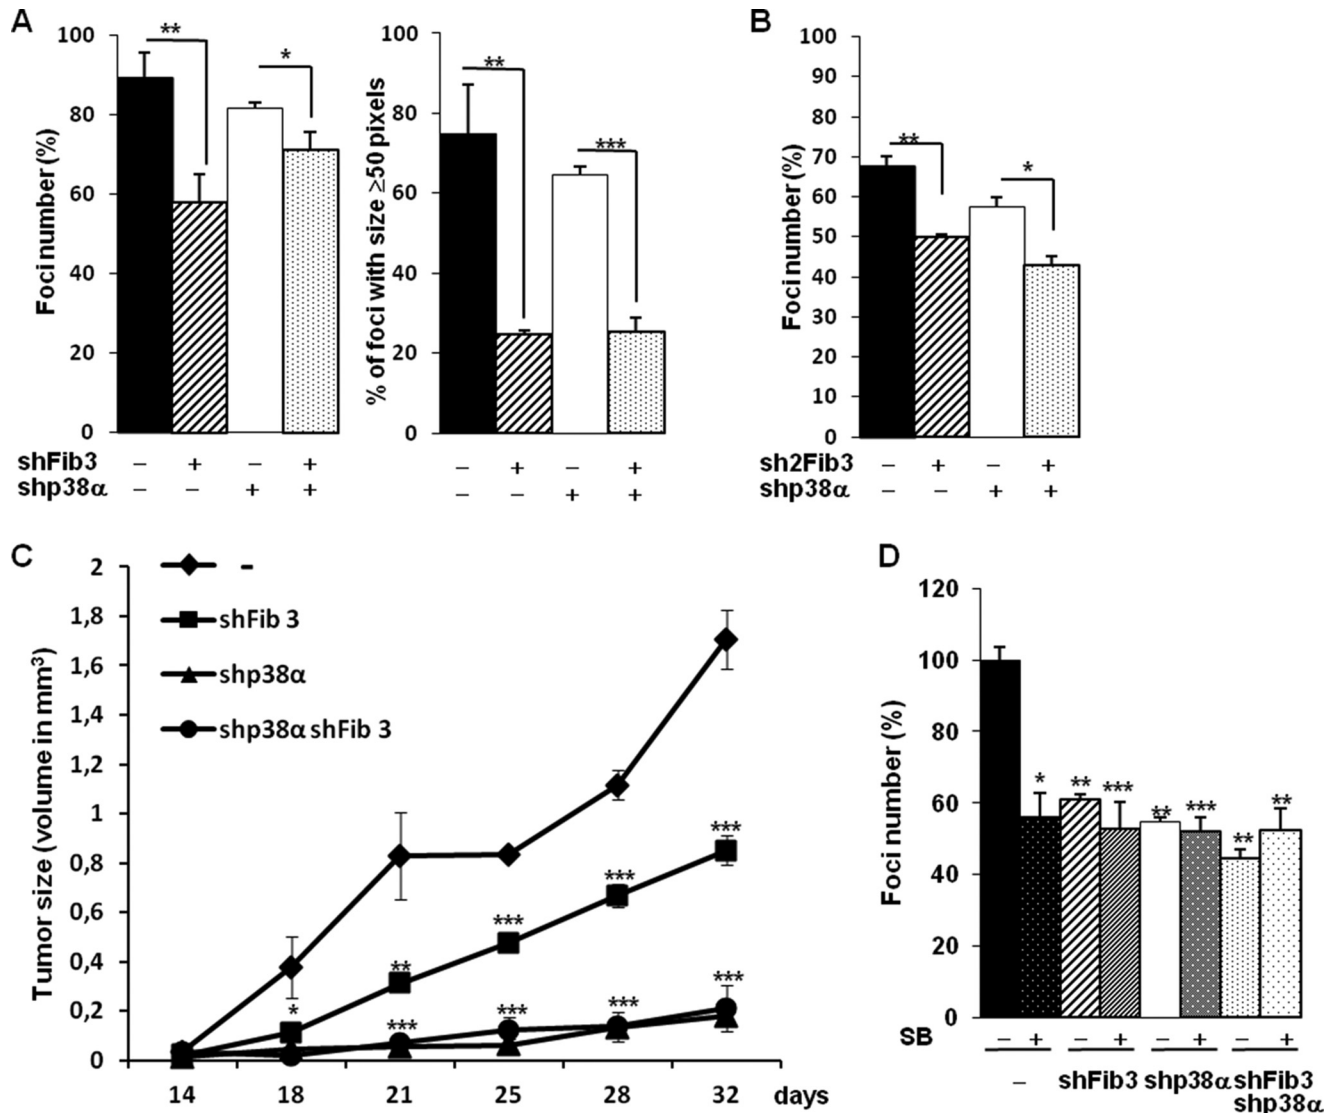 A
Foci number (%)
100
80
60
40
20
0
**
*
shFib3 – + – +
shp38α – – + +
% of foci with size ≥50 pixels
100
80
60
40
20
0
**
***
– + – +
– – + +
B
Foci number (%)
100
90
80
70
60
50
40
30
20
10
0
**
*
sh2Fib3 – + – +
shp38α – – + +
C
Tumor size (volume in mm³)
2
1,8
1,6
1,4
1,2
1
0,8
0,6
0,4
0,2
0
-
shFib 3
shp38α
shp38α shFib 3
*
**
***
***
***
***
***
***
***
14 18 21 25 28 32 days
D
Foci number (%)
120
100
80
60
40
20
0
* ** *** ** *** ** **
SB – + – + – + – +
– shFib3 shp38α shFib3
shp38α